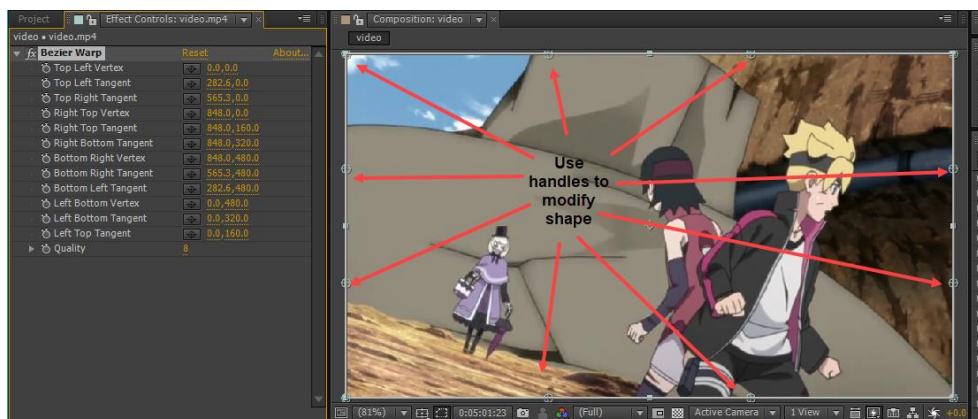 Project
Effect Controls: video.mp4
Composition: video
video • video.mp4
video
fx Bezier Warp Reset About...
Top Left Vertex 0.0,0.0
Top Left Tangent 282.6,0.0
Top Right Tangent 565.3,0.0
Right Top Vertex 848.0,0.0
Right Top Tangent 848.0,160.0
Right Bottom Tangent 848.0,320.0
Bottom Right Vertex 848.0,480.0
Bottom Right Tangent 565.3,480.0
Bottom Left Tangent 282.6,480.0
Left Bottom Vertex 0.0,480.0
Left Bottom Tangent 0.0,320.0
Left Top Tangent 0.0,160.0
Quality 8
Use
handles to
modify
shape
(81%) 0:05:01:23 (Full) Active Camera 1 View +0.0